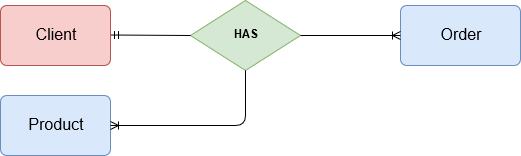 Client
HAS
Order
Product